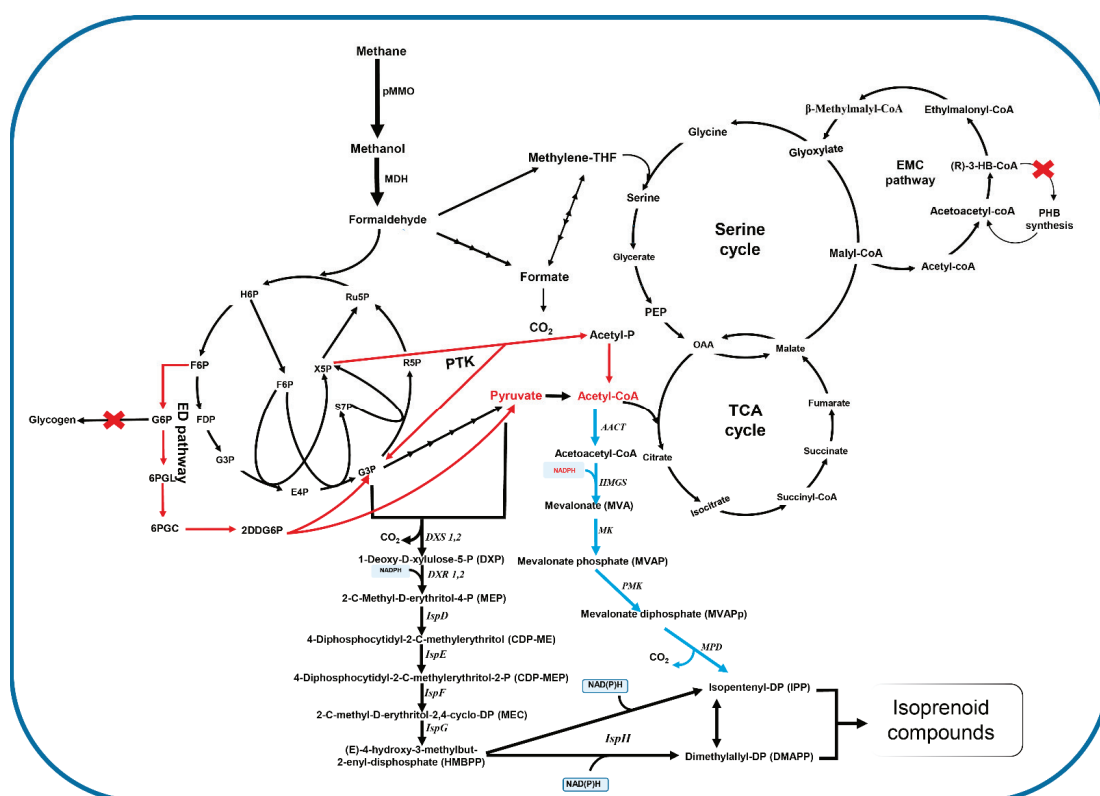 Methane
pMMO
Methanol
MDH
Formaldehyde
Methylene-THF
Formate
CO2
Glycine
Serine
Glycerate
PEP
OAA
Malate
Malyl-CoA
Glyoxylate
Serine
cycle
β-Methylmalyl-CoA
Ethylmalonyl-CoA
(R)-3-HB-CoA
EMC
pathway
Acetoacetyl-coA
Acetyl-coA
PHB
synthesis
H6P
Ru5P
F6P
F6P
X5P
R5P
S7P
PTK
Acetyl-P
Glycogen
G6P
ED pathway
FDP
G3P
E4P
G3P
6PGL
6PGC
2DDG6P
Pyruvate
Acetyl-CoA
TCA
cycle
Fumarate
Succinate
Succinyl-CoA
Isocitrate
Citrate
AACT
Acetoacetyl-CoA
NADPH
HMGS
Mevalonate (MVA)
MK
Mevalonate phosphate (MVAP)
PMK
Mevalonate diphosphate (MVAPp)
MPD
CO2
CO2
DXS 1,2
1-Deoxy-D-xylulose-5-P (DXP)
NADPH
DXR 1,2
2-C-Methyl-D-erythritol-4-P (MEP)
IspD
4-Diphosphocytidyl-2-C-methylerythritol (CDP-ME)
IspE
4-Diphosphocytidyl-2-C-methylerythritol-2-P (CDP-MEP)
IspF
2-C-methyl-D-erythritol-2,4-cyclo-DP (MEC)
IspG
(E)-4-hydroxy-3-methylbut-
2-enyl-disphosphate (HMBPP)
NAD(P)H
IspH
NAD(P)H
Isopentenyl-DP (IPP)
Dimethylallyl-DP (DMAPP)
Isoprenoid
compounds